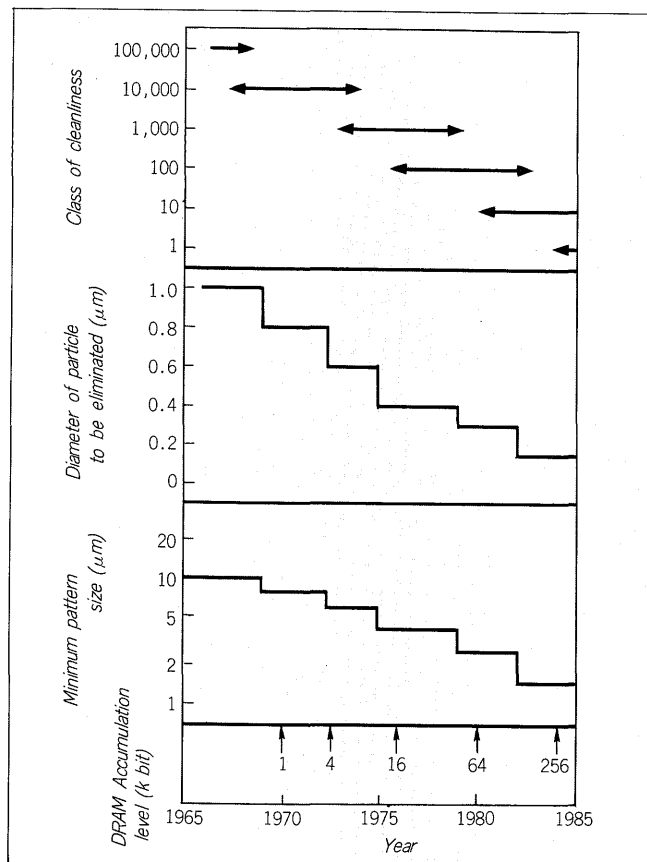 Class of cleanliness
100,000
10,000
1,000
100
10
1
Diameter of particle
to be eliminated (μm)
1.0
0.8
0.6
0.4
0.2
0
Minimum pattern
size (μm)
20
10
5
2
1
DRAM Accumulation
level (k bit)
1 4 16 64 256
1965 1970 1975 1980 1985
Year